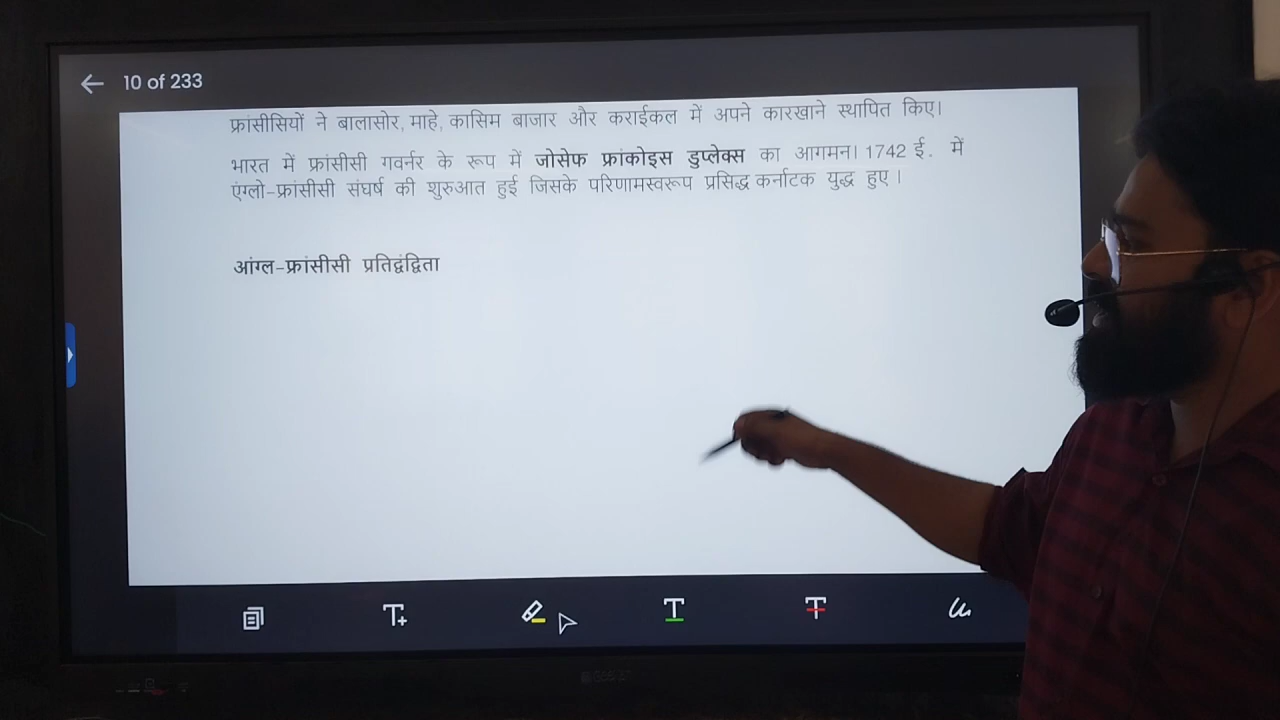 10 of 233
फ्रांसीसियों ने बालासोर, माहे, कासिम बाजार और कराईकल में अपने कारखाने स्थापित किए।
भारत में फ्रांसीसी गवर्नर के रूप में जोसेफ फ्रांकोइस डुप्लेक्स का आगमन। 1742 ई. में
एंग्लो-फ्रांसीसी संघर्ष की शुरुआत हुई जिसके परिणामस्वरूप प्रसिद्ध कर्नाटक युद्ध हुए।
आंग्ल-फ्रांसीसी प्रतिद्वंद्विता